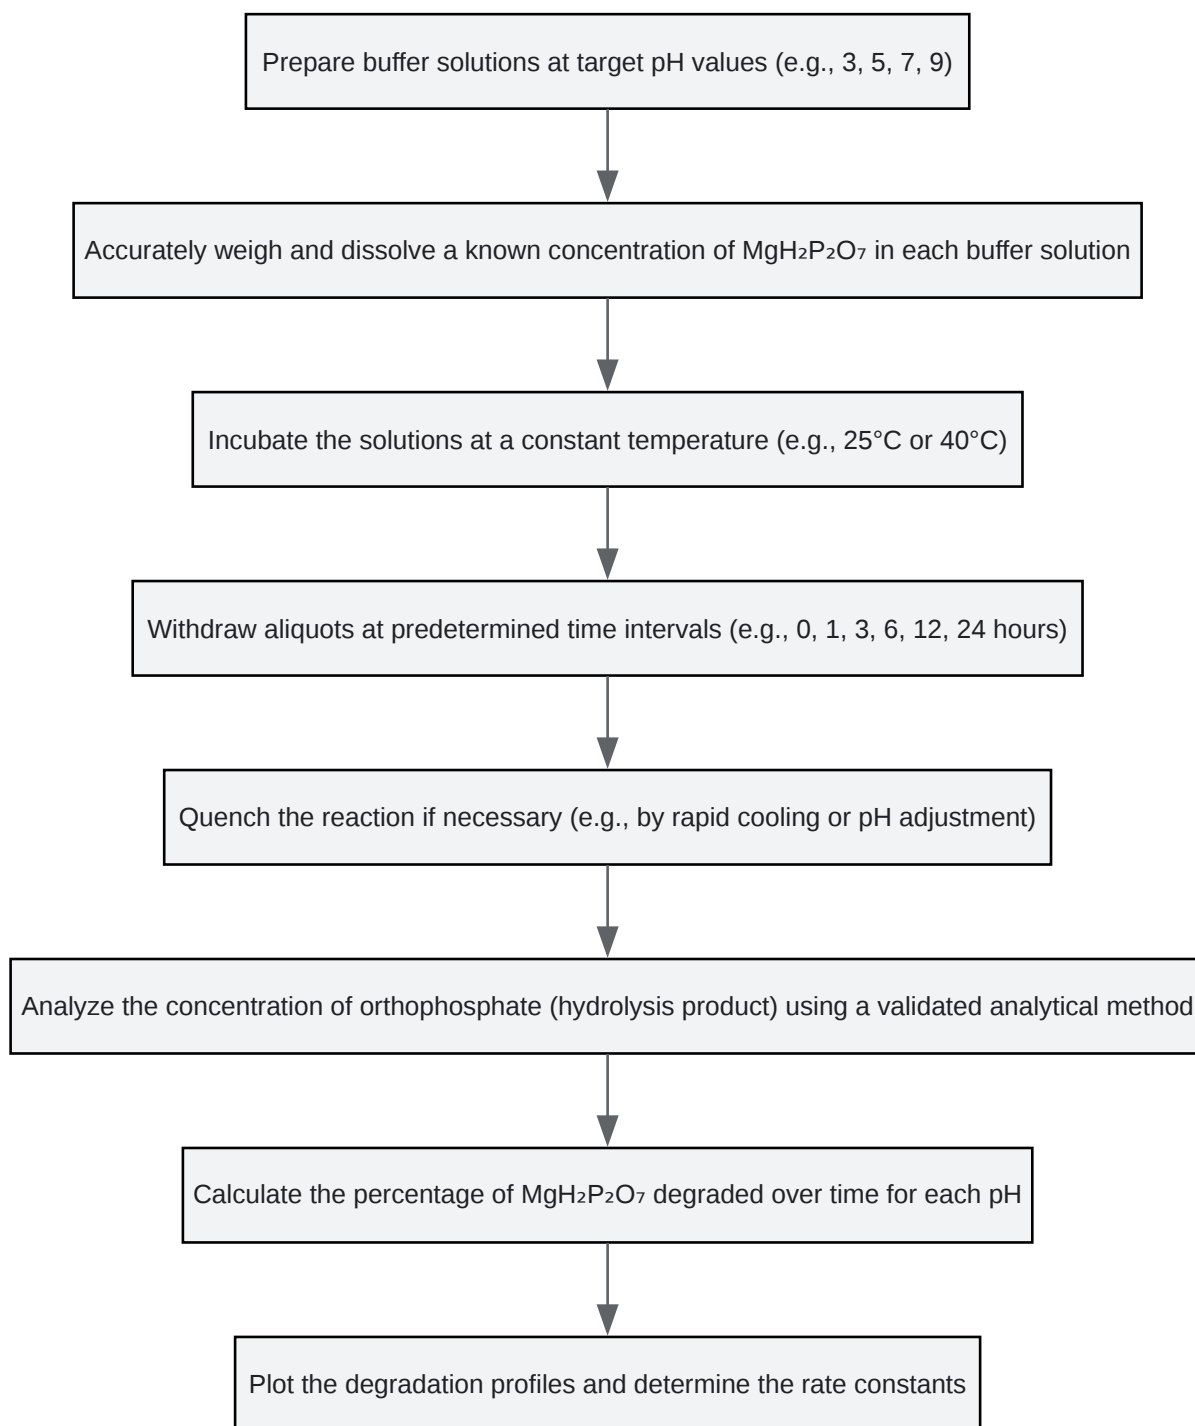 Prepare buffer solutions at target pH values (e.g., 3, 5, 7, 9)
Accurately weigh and dissolve a known concentration of MgH₂P₂O₇ in each buffer solution
Incubate the solutions at a constant temperature (e.g., 25°C or 40°C)
Withdraw aliquots at predetermined time intervals (e.g., 0, 1, 3, 6, 12, 24 hours)
Quench the reaction if necessary (e.g., by rapid cooling or pH adjustment)
Analyze the concentration of orthophosphate (hydrolysis product) using a validated analytical method
Calculate the percentage of MgH₂P₂O₇ degraded over time for each pH
Plot the degradation profiles and determine the rate constants